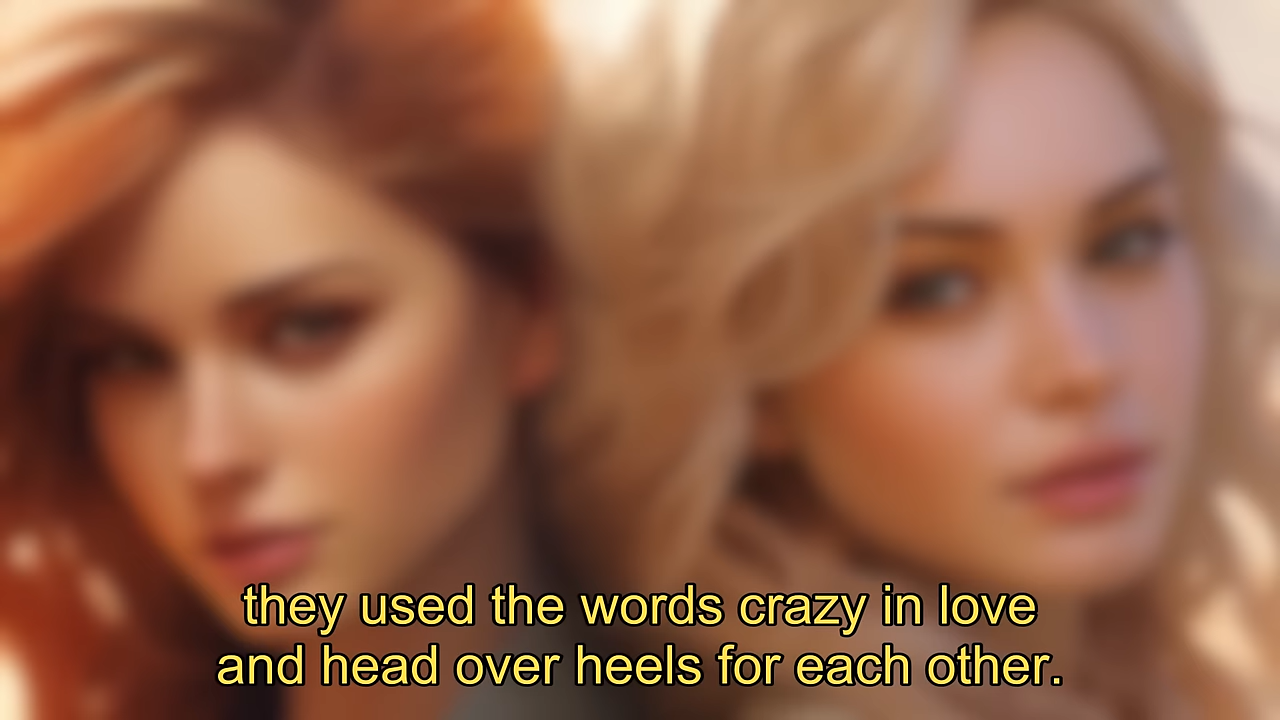 they used the words crazy in love
and head over heels for each other.